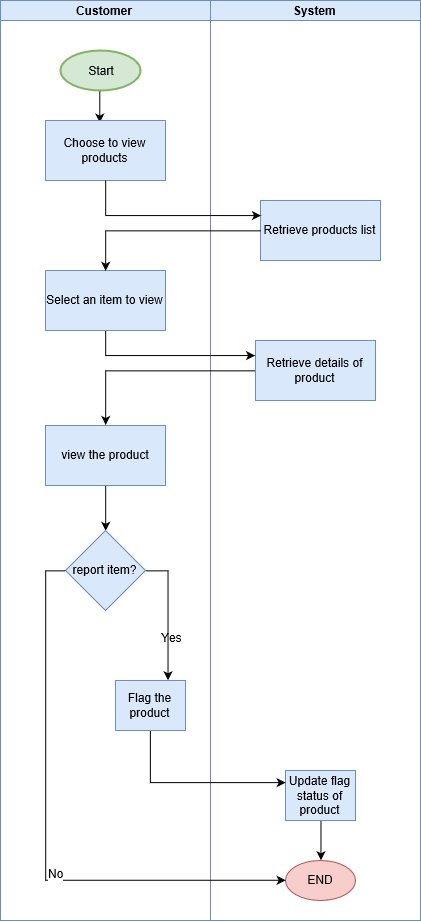 Customer
System
Start
Choose to view
products
Retrieve products list
Select an item to view
Retrieve details of
product
view the product
report item?
Yes
Flag the
product
Update flag
status of
product
No
END